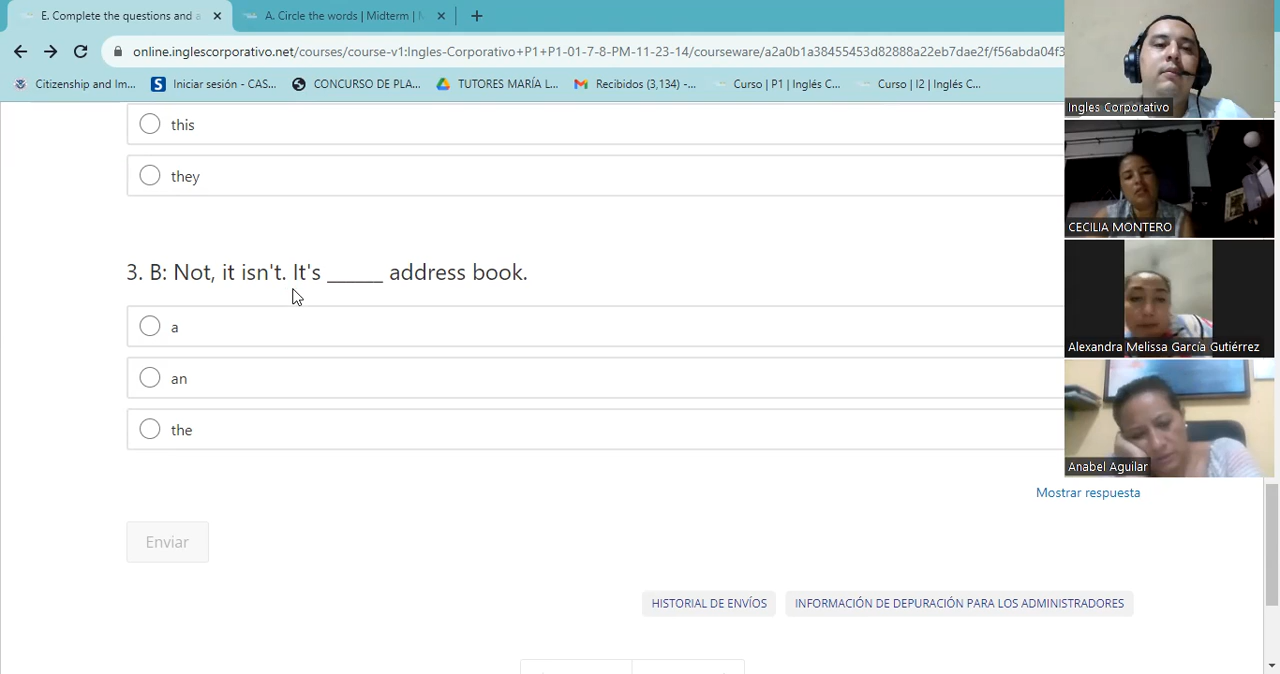 E. Complete the questions and a
A. Circle the words | Midterm |
online.inglescorporativo.net/courses/course-v1:Ingles-Corporativo+P1+P1-01-7-8-PM-11-23-14/courseware/a2a0b1a38455453d82888a22eb7dae2f/f56abda04f3
Citizenship and Im...
Iniciar sesión - CAS...
CONCURSO DE PLA...
TUTORES MARÍA L...
Recibidos (3,134) -...
Curso | P1 | Inglés C...
Curso | I2 | Inglés C...
this
they
3. B: Not, it isn't. It's ______ address book.
a
an
the
Mostrar respuesta
Enviar
HISTORIAL DE ENVÍOS
INFORMACIÓN DE DEPURACIÓN PARA LOS ADMINISTRADORES
Ingles Corporativo
CECILIA MONTERO
Alexandra Melissa García Gutiérrez
Anabel Aguilar